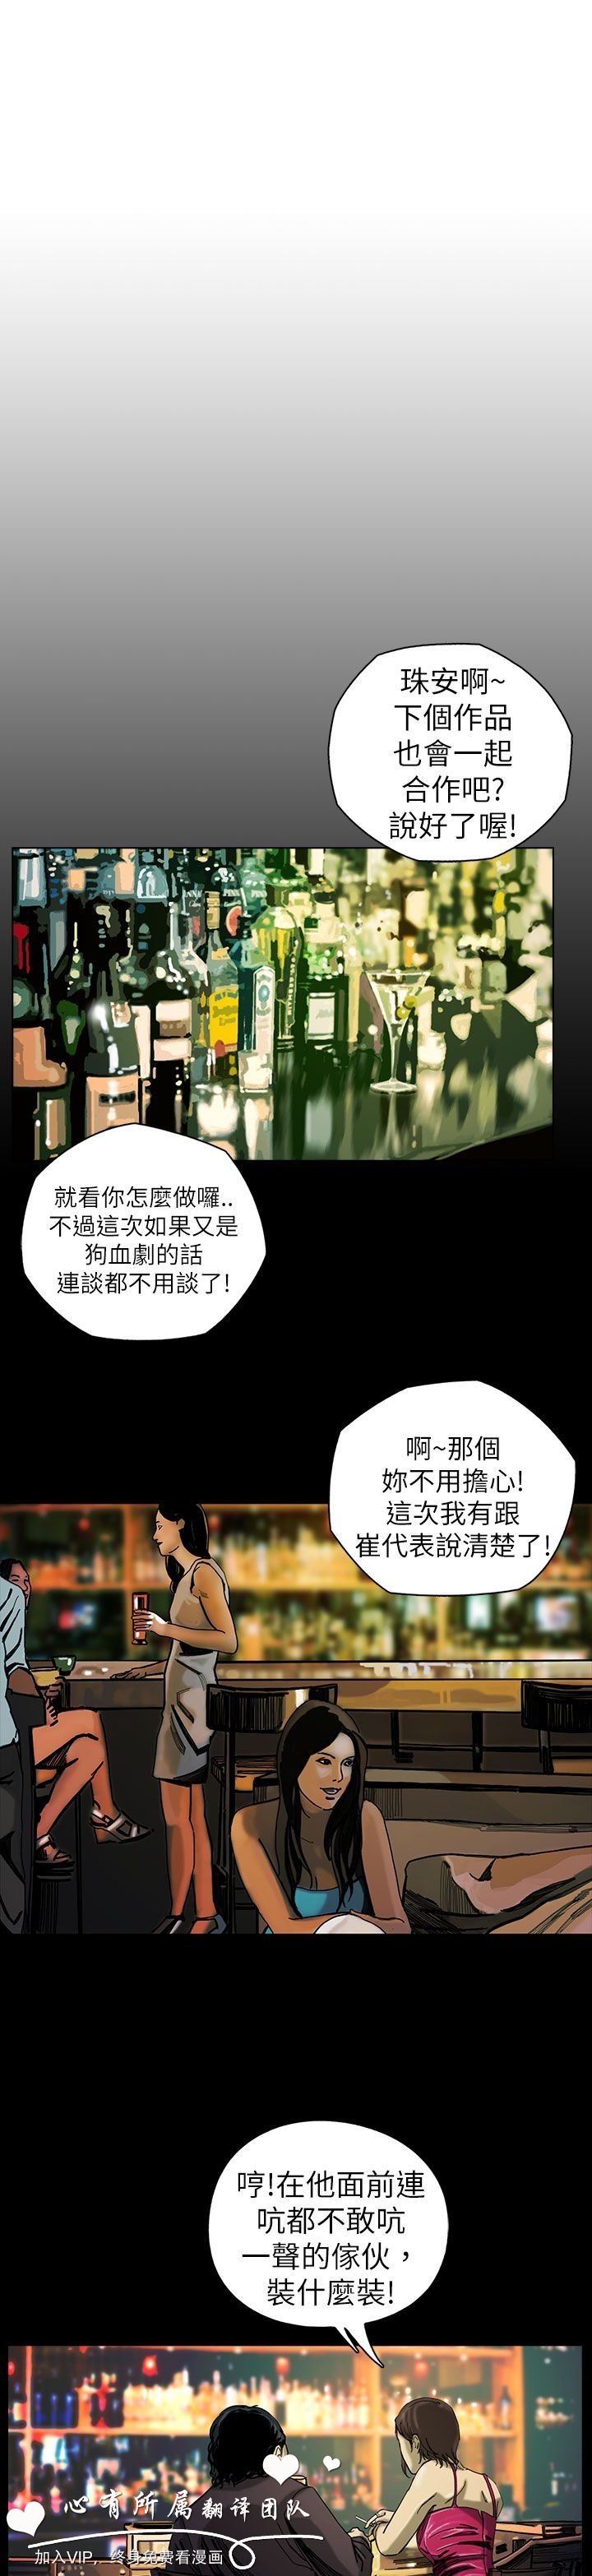 珠安啊~
下個作品
也會一起
合作吧?
說好了喔!
就看你怎麼做囉..
不過這次如果又是
狗血劇的話
連談都不用談了!
啊~那個
妳不用擔心!
這次我有跟
崔代表說清楚了!
哼!在他面前連
吭都不敢吭
一聲的傢伙，
裝什麼裝!
心有所属翻译团队
加入VIP，终身免费看漫画